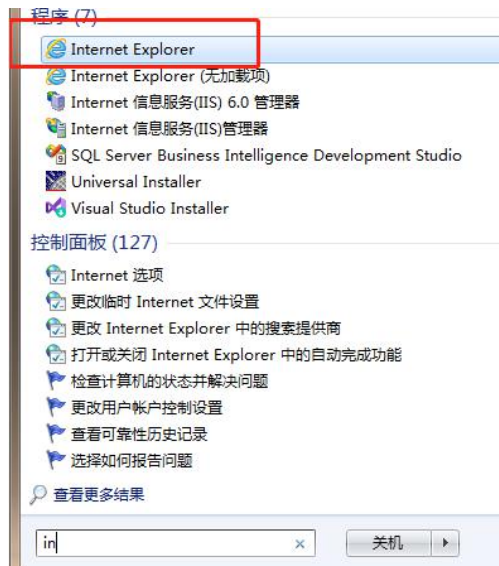 程序 (7)
Internet Explorer
Internet Explorer (无加载项)
Internet 信息服务(IIS) 6.0 管理器
Internet 信息服务(IIS)管理器
SQL Server Business Intelligence Development Studio
Universal Installer
Visual Studio Installer
控制面板 (127)
Internet 选项
更改临时 Internet 文件设置
更改 Internet Explorer 中的搜索提供商
打开或关闭 Internet Explorer 中的自动完成功能
检查计算机的状态并解决问题
更改用户帐户控制设置
查看可靠性历史记录
选择如何报告问题
查看更多结果
in
关机